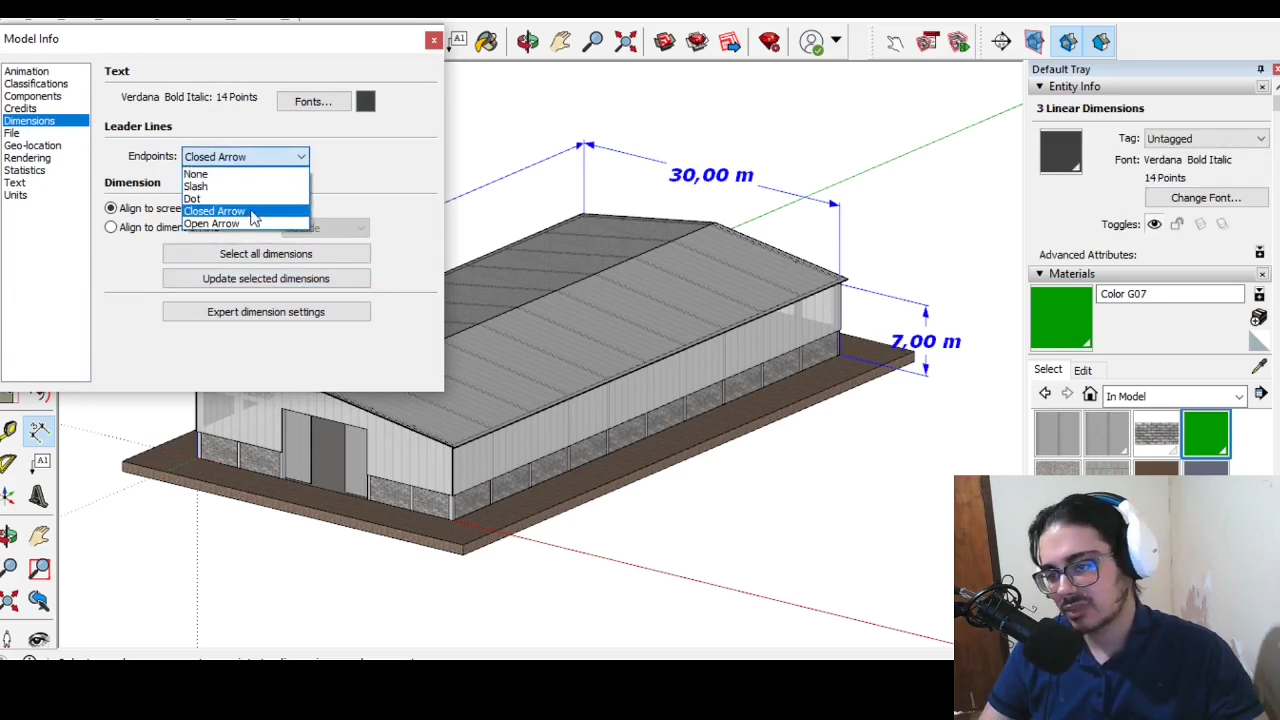 Model Info
Animation
Classifications
Components
Credits
Dimensions
File
Geo-location
Rendering
Statistics
Text
Units
Text
Verdana Bold Italic: 14 Points
Fonts...
Leader Lines
Endpoints:
Closed Arrow
None
Slash
Dot
Closed Arrow
Open Arrow
Dimension
Align to
Align to
Select all dimensions
Update selected dimensions
Expert dimension settings
A1
A1
30,00 m
7,00 m
Default Tray
Entity Info
3 Linear Dimensions
Tag:
Untagged
Font:
Verdana Bold Italic
14 Points
Change Font...
Toggles:
Advanced Attributes:
Materials
Color G07
Select
Edit
In Model